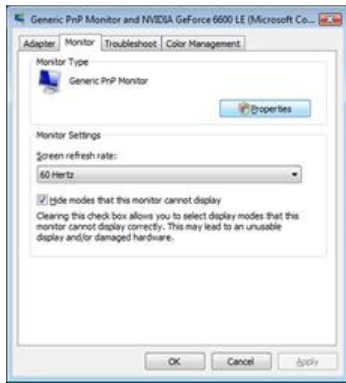 Generic PnP Monitor and NVIDIA GeForce 6600 LE (Microsoft Co...
Adapter Monitor Troubleshoot Color Management
Monitor Type
Generic PnP Monitor
Properties
Monitor Settings
Screen refresh rate:
60 Hertz
Hide modes that this monitor cannot display
Clearing this check box allows you to select display modes that this
monitor cannot display correctly. This may lead to an unusable
display and/or damaged hardware.
OK Cancel Apply